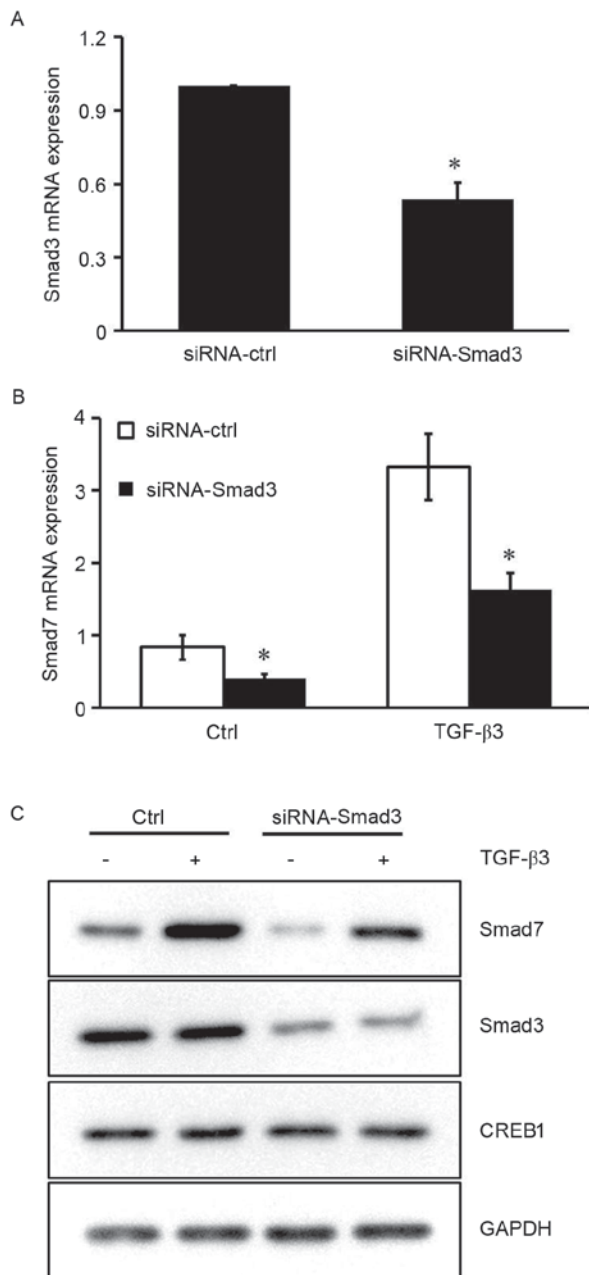 A
Smad3 mRNA expression
1.2
0.9
0.6
0.3
0
*
siRNA-ctrl
siRNA-Smad3
B
Smad7 mRNA expression
4
3
2
1
0
siRNA-ctrl
siRNA-Smad3
*
*
Ctrl
TGF-β3
C
Ctrl siRNA-Smad3
- + - + TGF-β3
Smad7
Smad3
CREB1
GAPDH